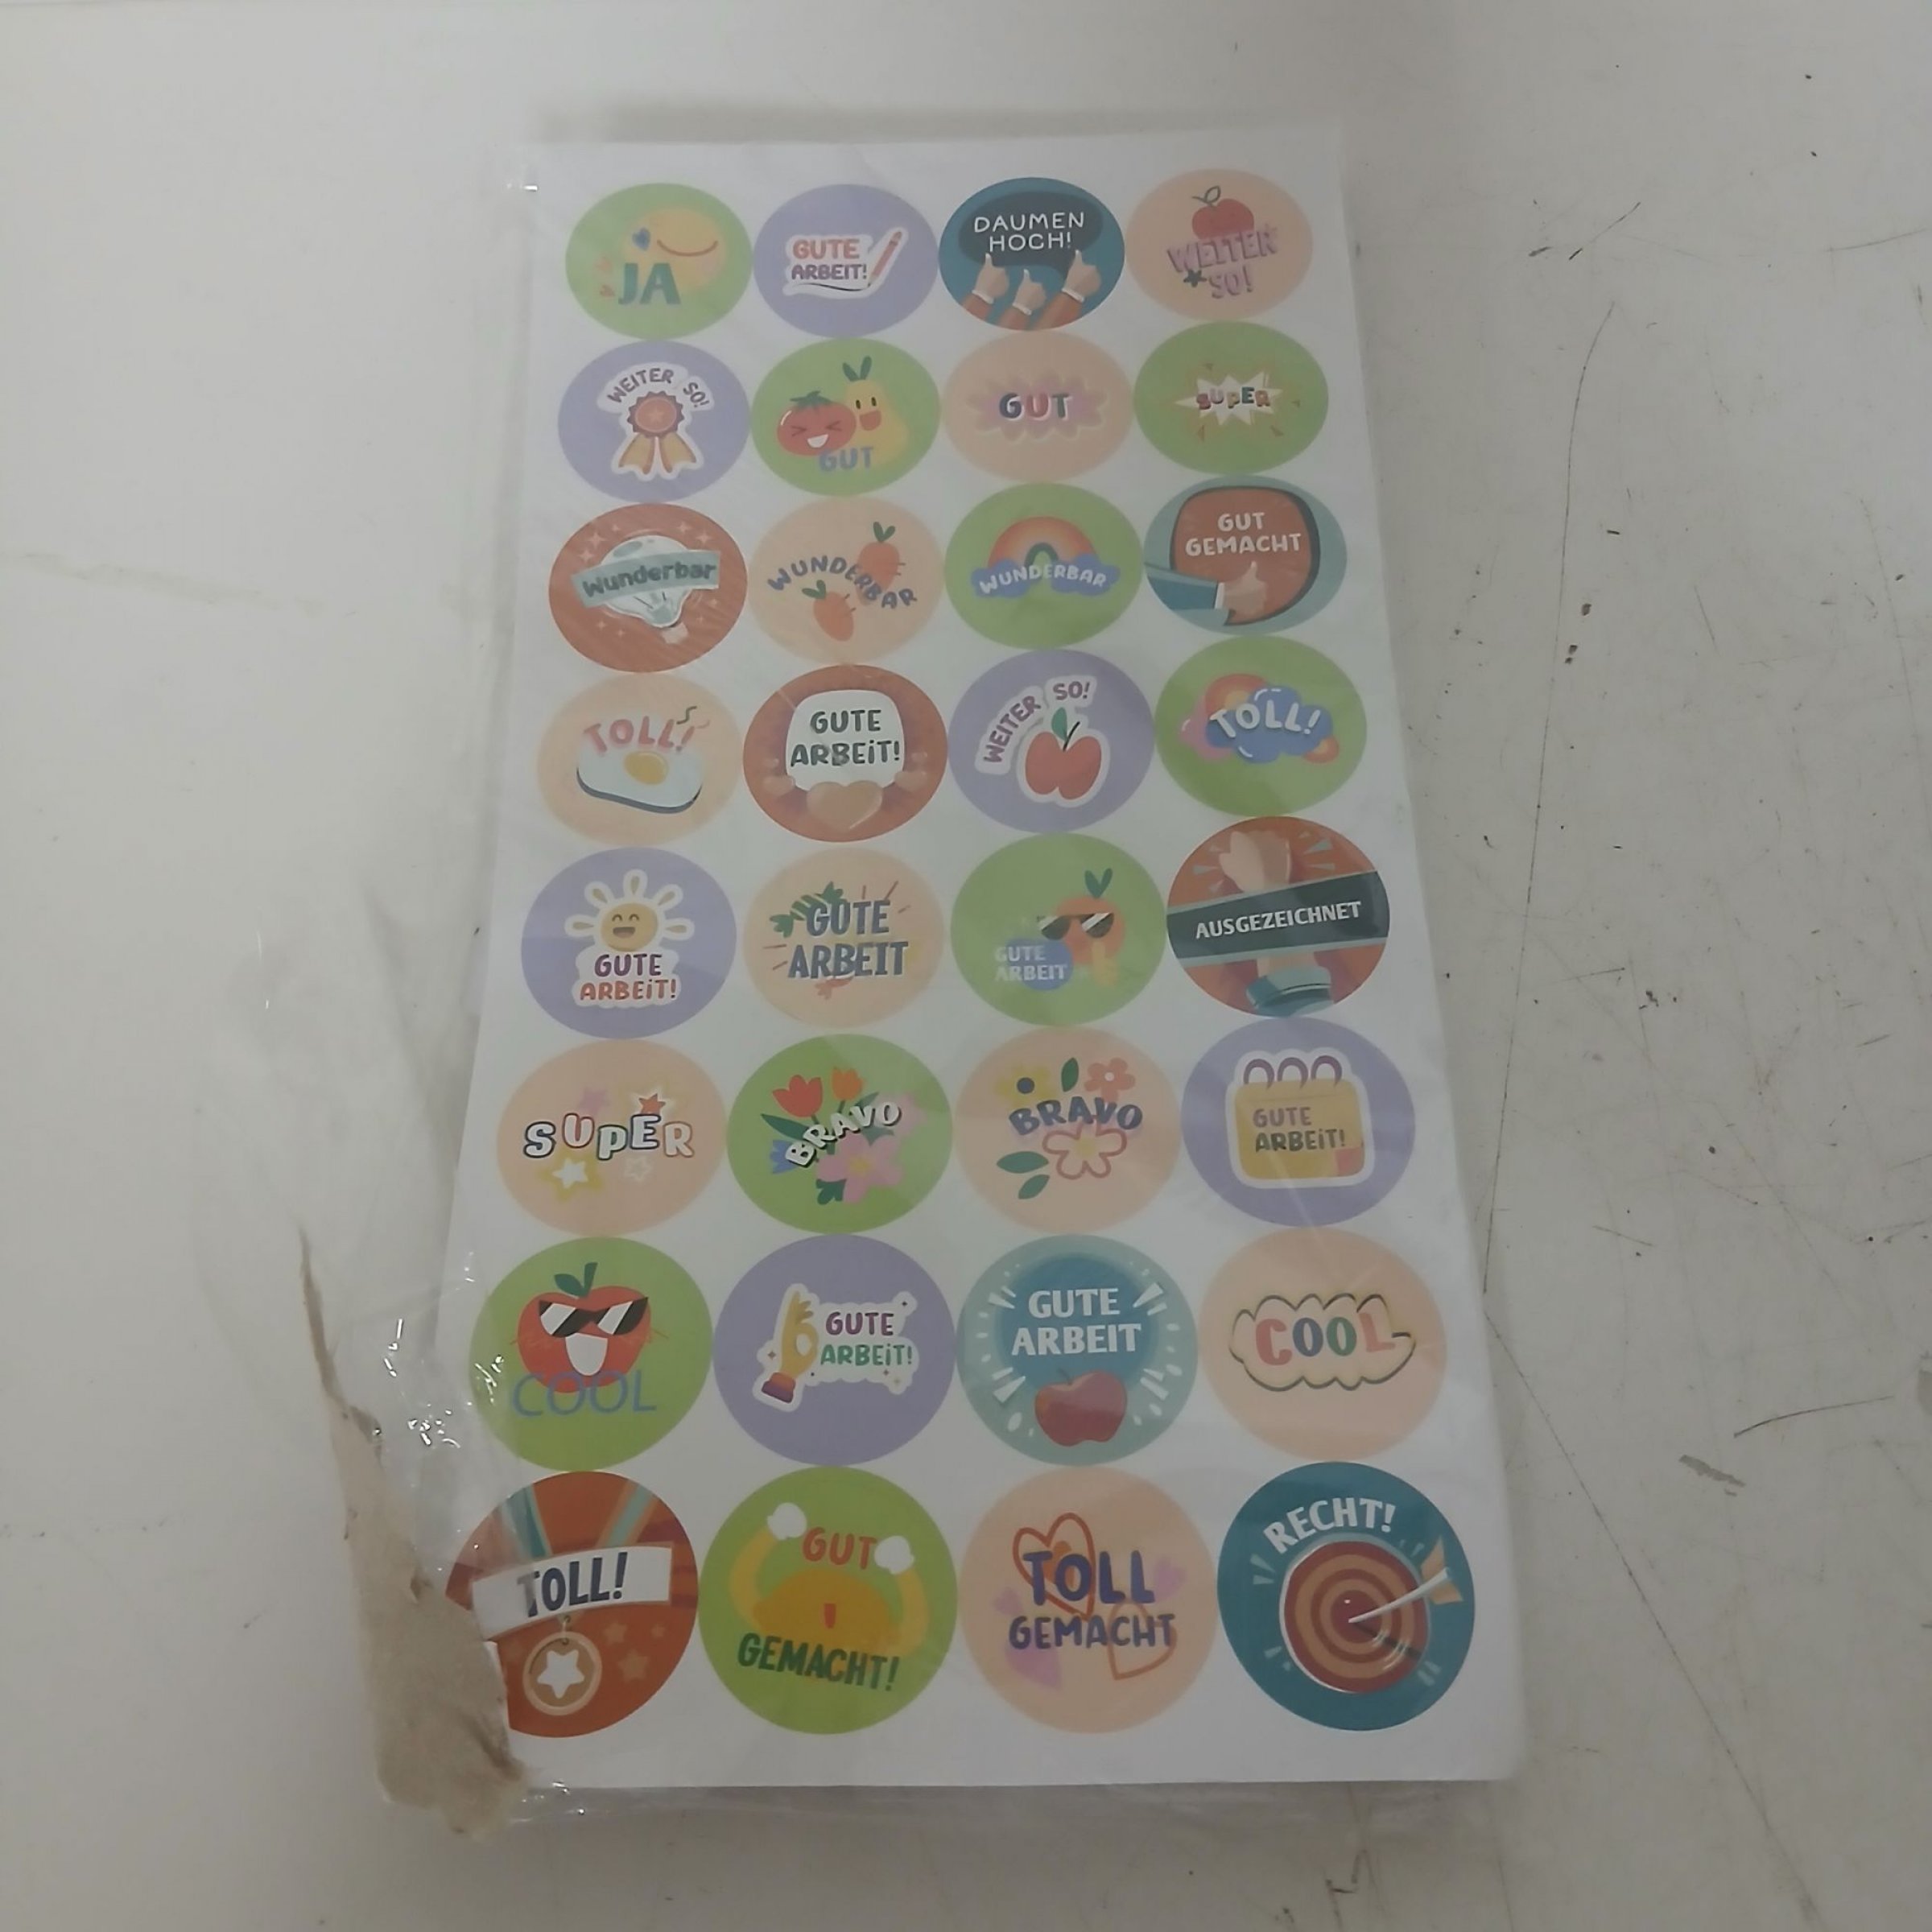 JA
GUTE
ARBEIT!
DAUMEN
HOCH!
WEITER
SO!
WEITER SO!
GUT
GUT
SUPER
Wunderbar
WUNDERBAR
WUNDERBAR
GUT
GEMACHT
TOLL!
GUTE
ARBEiT!
WEITER SO!
TOLL!
GUTE
ARBEiT!
GUTE
ARBEIT
GUTE
ARBEIT
AUSGEZEICHNET
SUPER
BRAVO
BRAVO
GUTE
ARBEiT!
COOL
GUTE
ARBEiT!
GUTE
ARBEIT
COOL
TOLL!
GUT
GEMACHT!
TOLL
GEMACHT
RECHT!